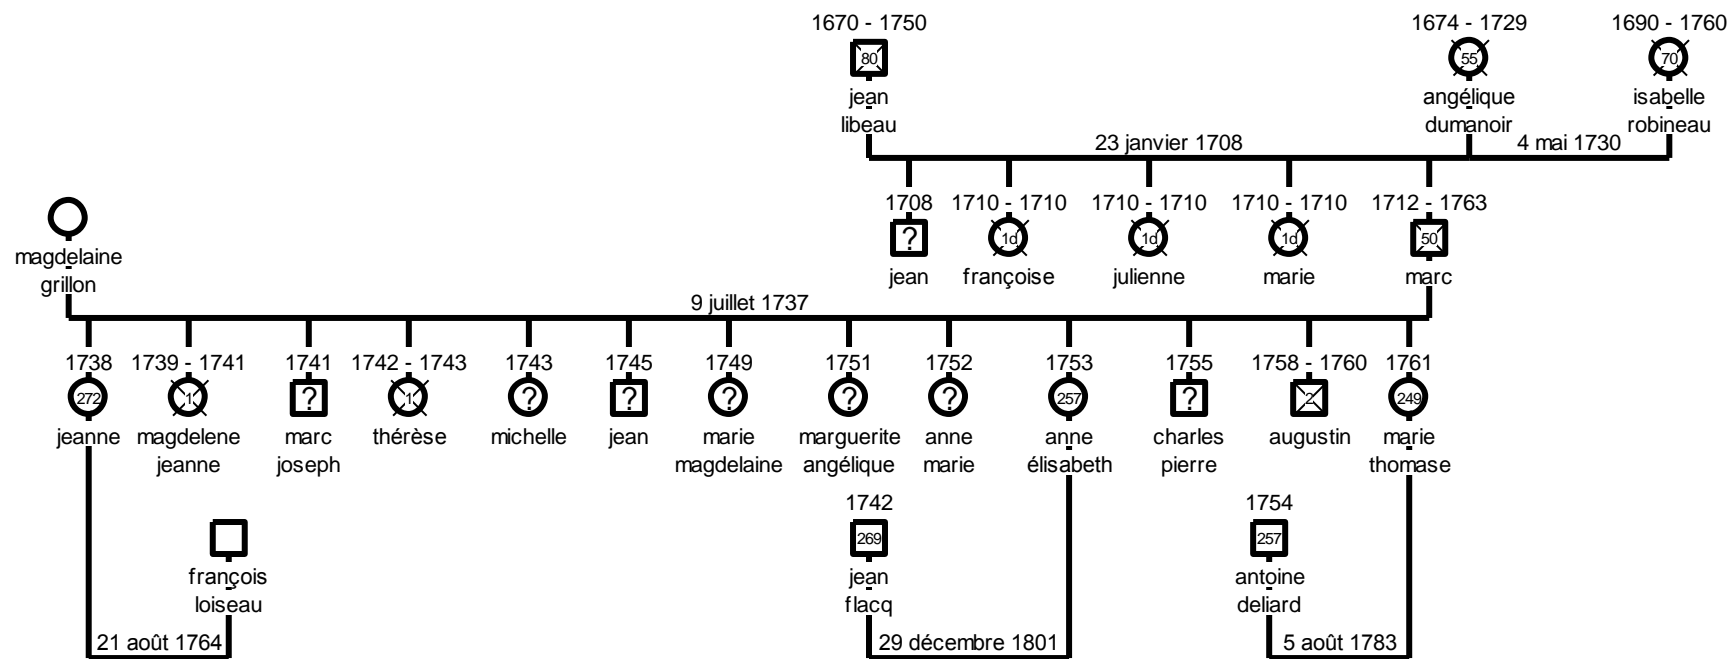 1670 - 1750 1674 - 1729 1690 - 1760
80 55 70
jean angélique isabelle
libeau dumanoir robineau
23 janvier 1708 4 mai 1730
1708 1710 - 1710 1710 - 1710 1710 - 1710 1712 - 1763
? 1d 1d 1d 50
magdelaine
grillon
jean françoise julienne marie marc
9 juillet 1737
1738 1739 - 1741 1741 1742 - 1743 1743 1745 1749 1751 1752 1753 1755 1758 - 1760 1761
272 1 ? 1 ? ? ? ? ? 257 ? 2 249
jeanne magdelene marc thérèse michelle jean marie marguerite anne anne charles augustin marie
jeanne joseph magdelaine angélique marie élisabeth pierre thomase
1742 1754
269 257
françois jean antoine
loiseau flacq deliard
21 août 1764 29 décembre 1801 5 août 1783